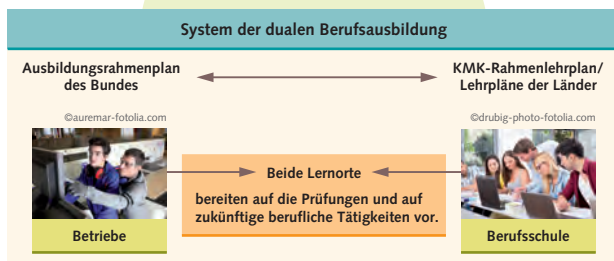 System der dualen Berufsausbildung
Ausbildungsrahmenplan
des Bundes
KMK-Rahmenlehrplan/
Lehrpläne der Länder
©auremar-fotolia.com
©drubig-photo-fotolia.com
Beide Lernorte
bereiten auf die Prüfungen und auf
zukünftige berufliche Tätigkeiten vor.
Betriebe
Berufsschule